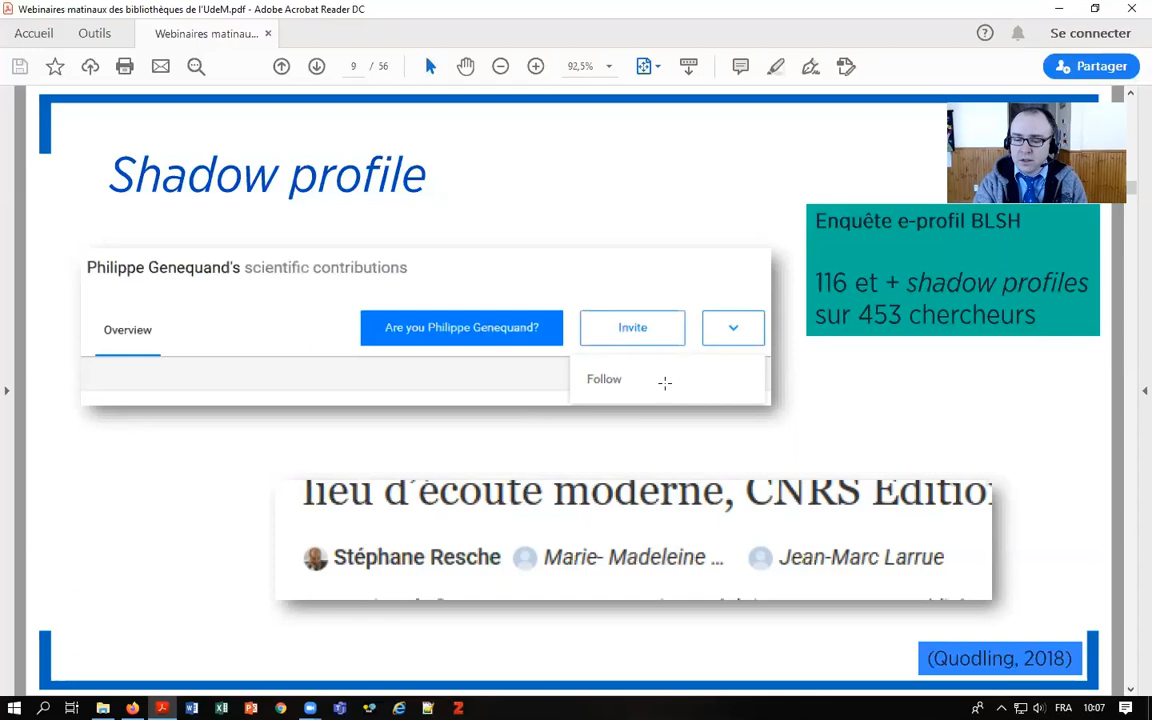 Webinaires matinaux des bibliothèques de l'UdeM.pdf - Adobe Acrobat Reader DC
Accueil
Outils
Webinaires matinau... ×
Se connecter
9 / 56
92,5%
Partager
Shadow profile
Enquête e-profil BLSH
116 et + shadow profiles
sur 453 chercheurs
Philippe Genequand's scientific contributions
Overview
Are you Philippe Genequand?
Invite
Follow
lieu d'écoute moderne, CNRS Editio
Stéphane Resche
Marie- Madeleine ...
Jean-Marc Larrue
(Quodling, 2018)
FRA
10:07